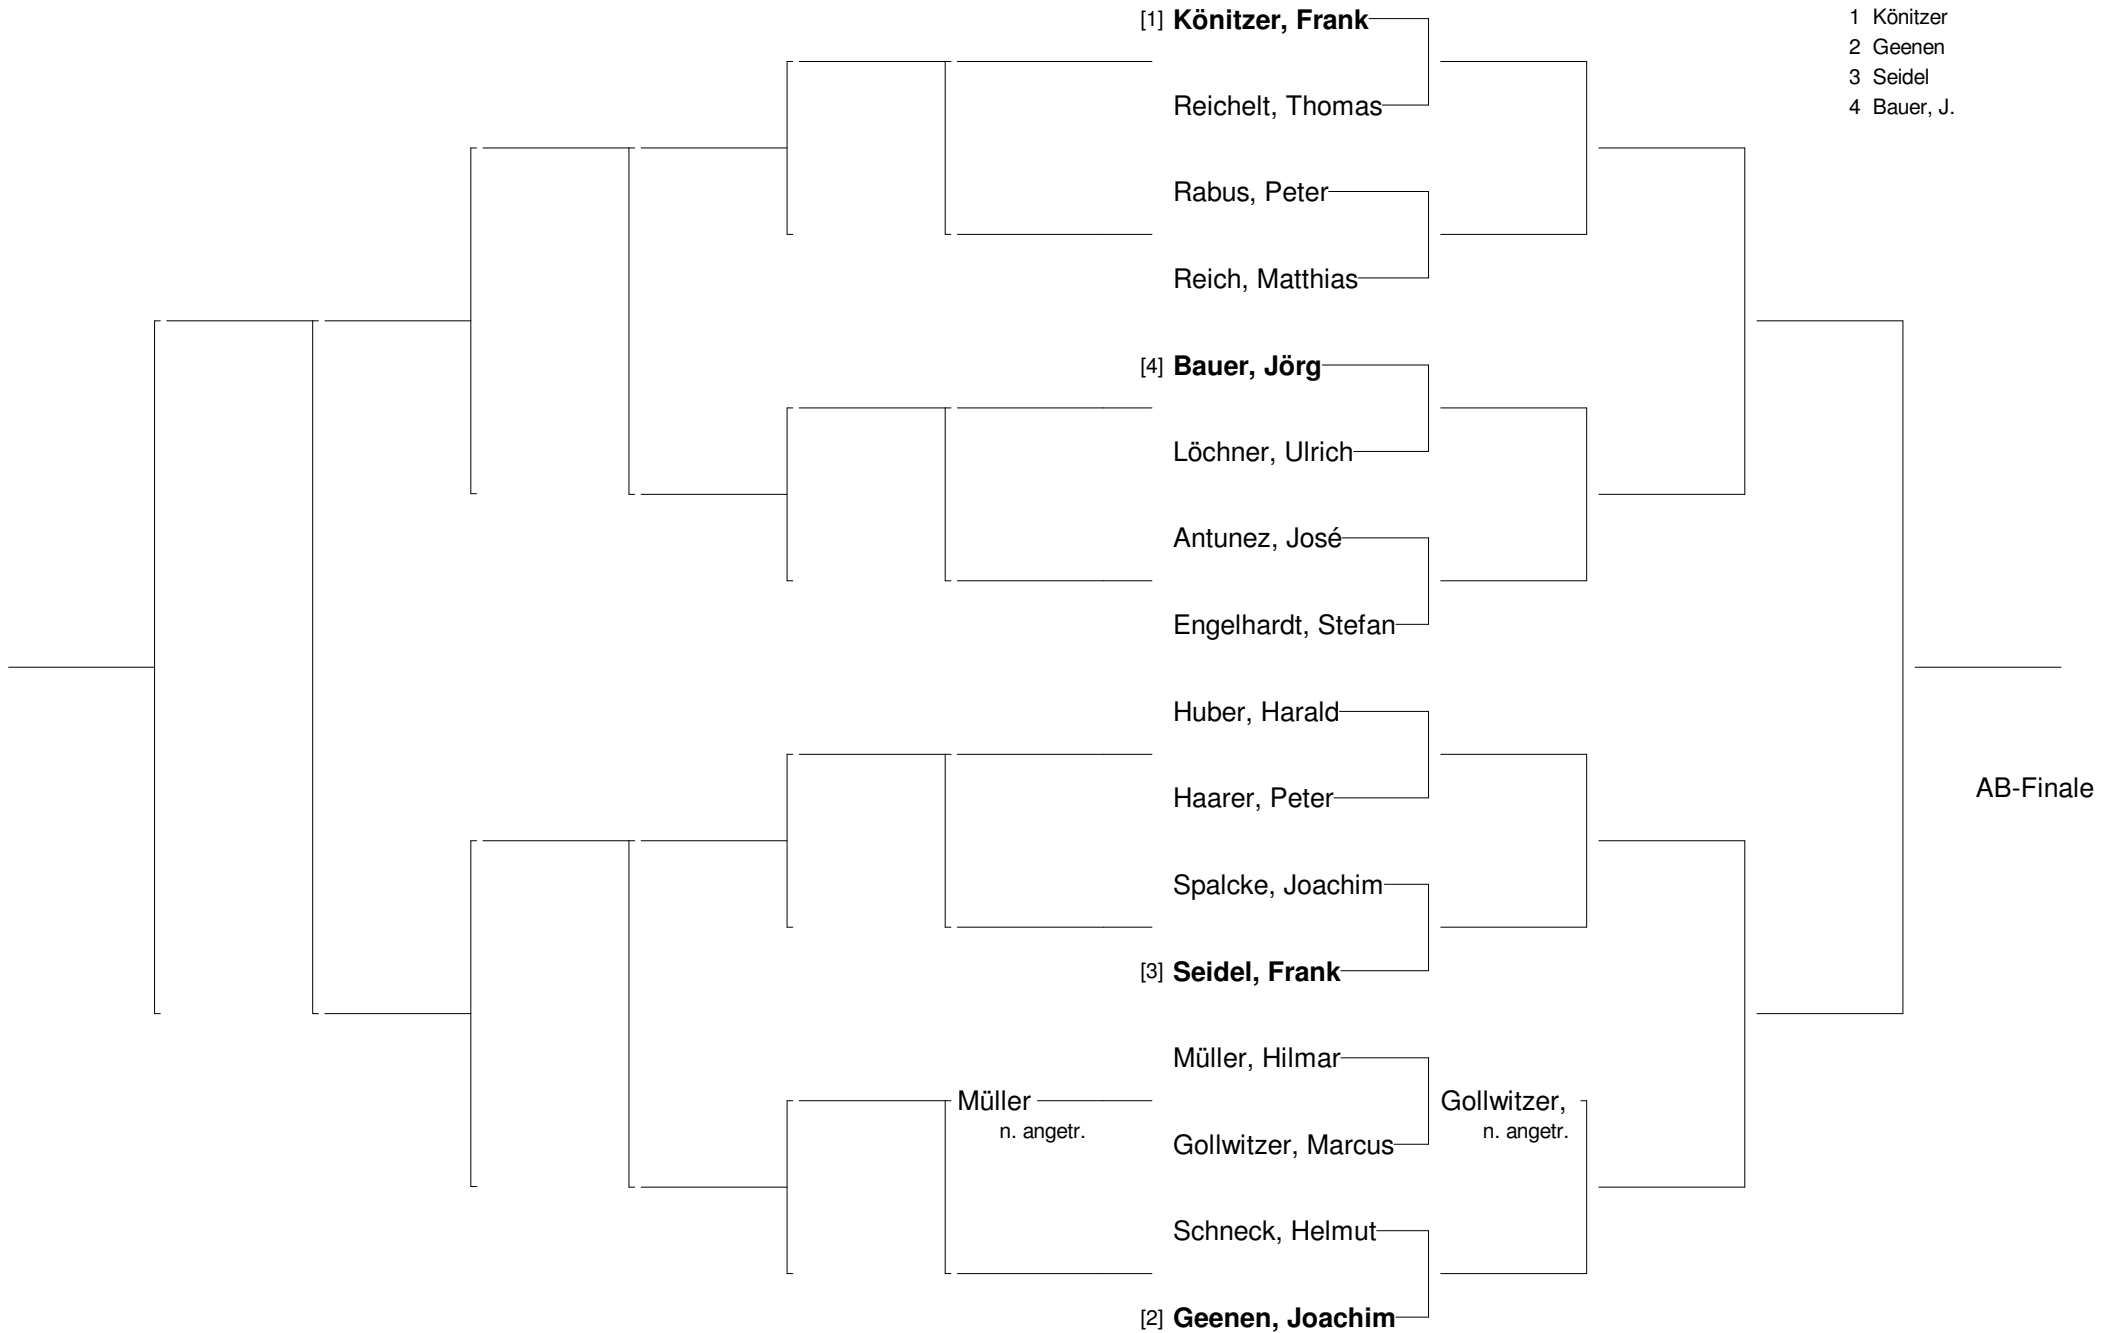 [1] Könitzer, Frank
1 Könitzer
2 Geenen
3 Seidel
4 Bauer, J.
Reichelt, Thomas
Rabus, Peter
Reich, Matthias
[4] Bauer, Jörg
Löchner, Ulrich
Antunez, José
Engelhardt, Stefan
Huber, Harald
Haarer, Peter
AB-Finale
Spalcke, Joachim
[3] Seidel, Frank
Müller, Hilmar
Müller
n. angetr.
Gollwitzer,
n. angetr.
Gollwitzer, Marcus
Schneck, Helmut
[2] Geenen, Joachim